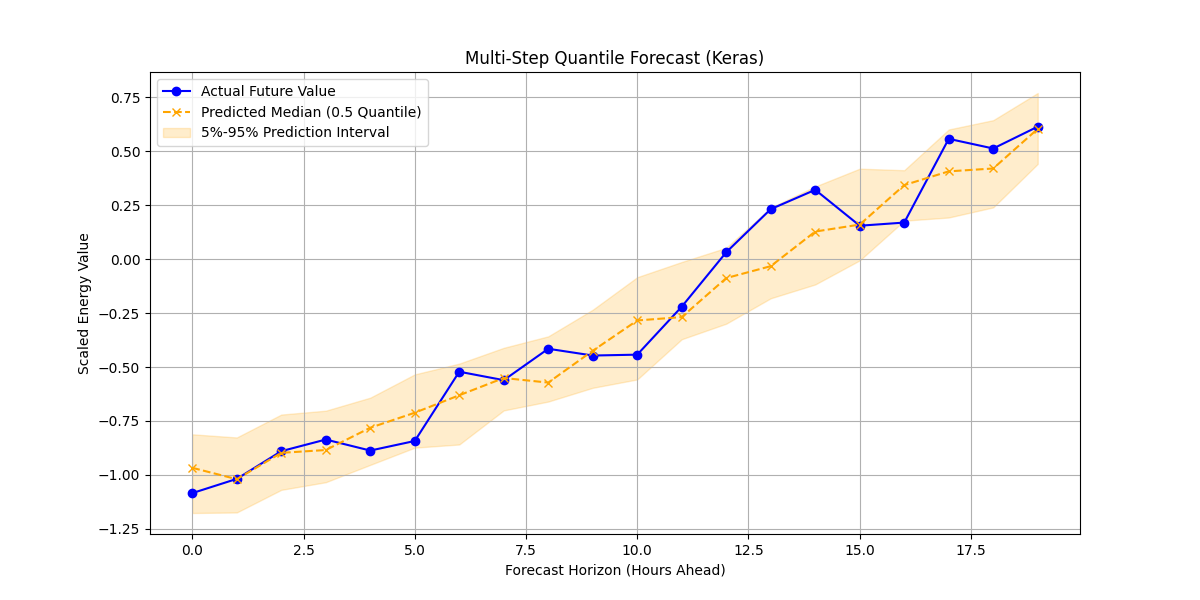 Multi-Step Quantile Forecast (Keras)
Actual Future Value
Predicted Median (0.5 Quantile)
5%-95% Prediction Interval
Scaled Energy Value
0.75
0.50
0.25
0.00
−0.25
−0.50
−0.75
−1.00
−1.25
0.0 2.5 5.0 7.5 10.0 12.5 15.0 17.5
Forecast Horizon (Hours Ahead)